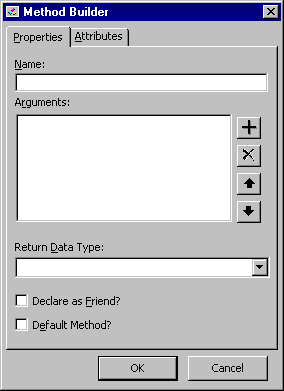 Method Builder
Properties Attributes
Name:
Arguments:
Return Data Type:
Declare as Friend?
Default Method?
OK Cancel